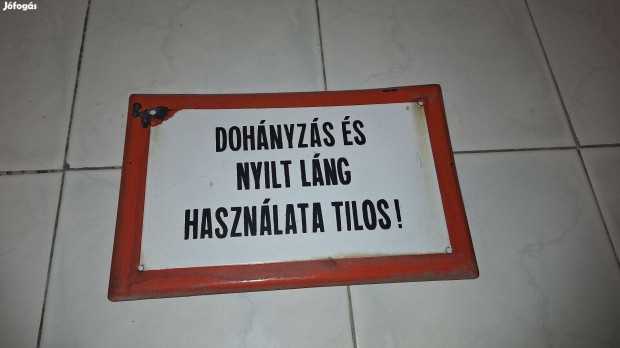 Jófogás
DOHÁNYZÁS ÉS
NYILT LÁNG
HASZNÁLATA TILOS!